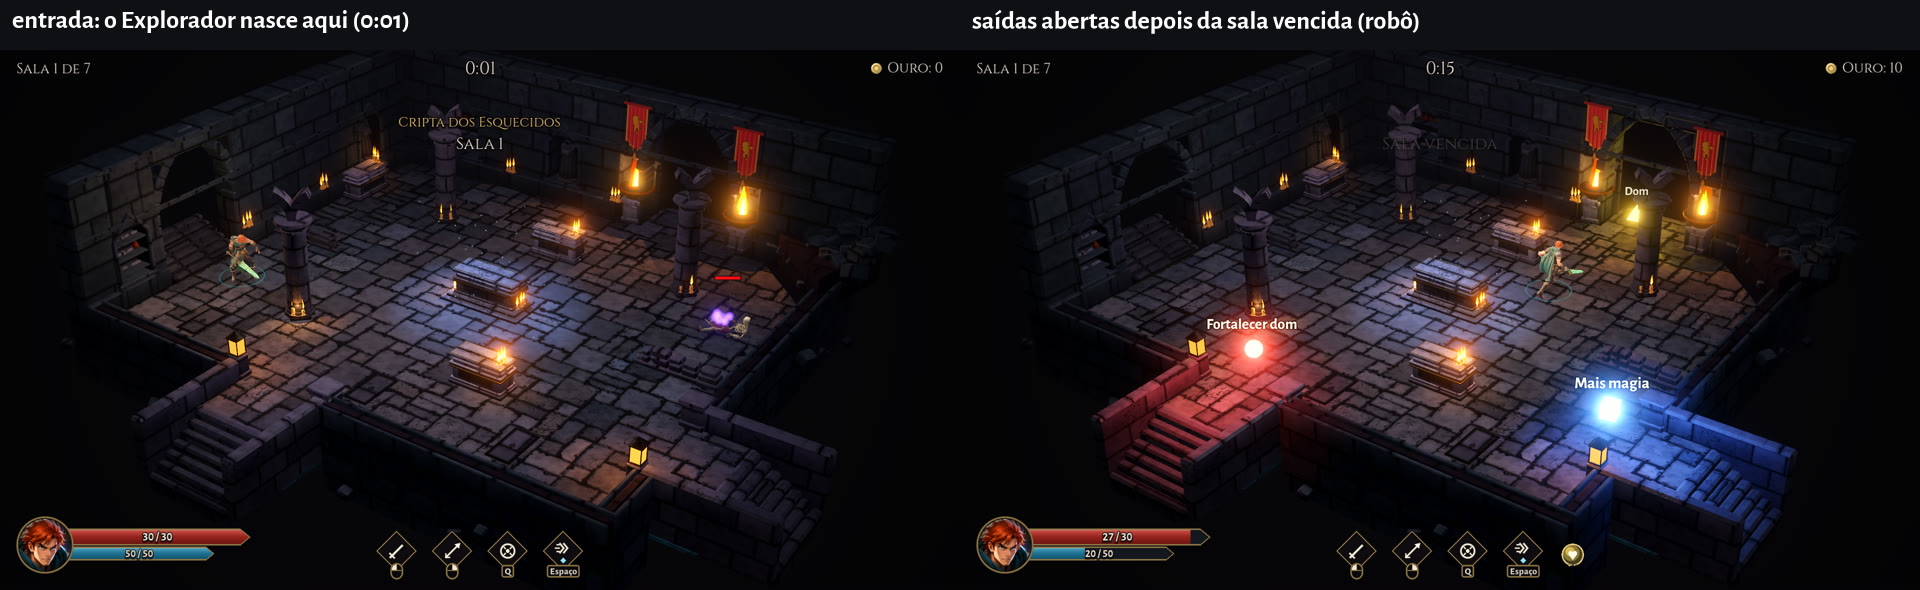 entrada: o Explorador nasce aqui (0:01)
SALA 1 DE 7
0:01
OURO: 0
CRIPTA DOS ESQUECIDOS
SALA 1
30/30
50/50
Q
Espaço
saídas abertas depois da sala vencida (robô)
SALA 1 DE 7
0:15
OURO: 10
SALA VENCIDA
Dom
Fortalecer dom
Mais magia
27/30
20/50
Q
Espaço